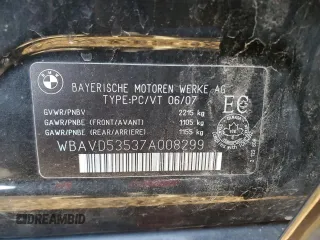 BMW
BAYERISCHE MOTOREN WERKE AG
TYPE:PC/VT 06/07
GVWR/PNBV 2215 kg
GAWR/PNBE (FRONT/AVANT) 1105 kg
GAWR/PNBE (REAR/ARRIERE) 1155 kg
WBAVD53537A008299
DREAMBID